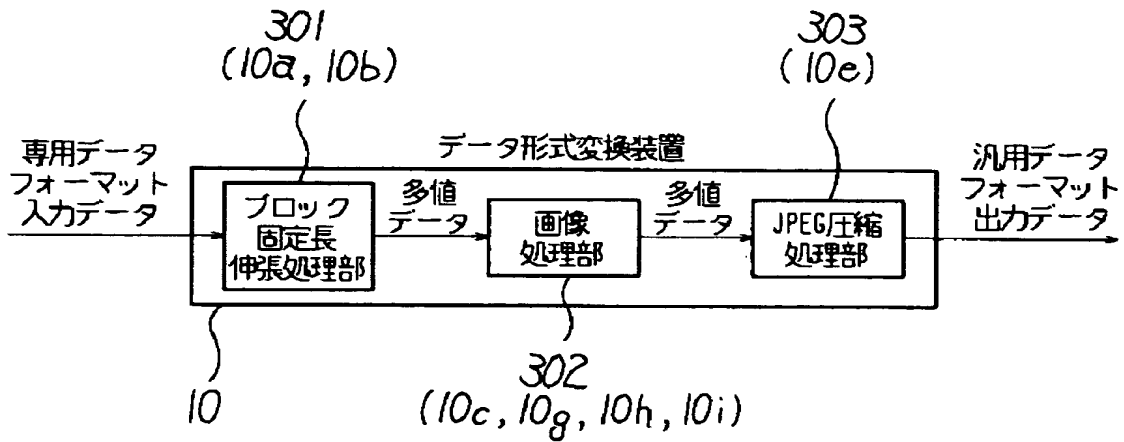 301
(10a, 10b)
303
(10e)
データ形式変換装置
専用データ
フォーマット
入力データ
ブロック
固定長
伸張処理部
多値
データ
画像
処理部
多値
データ
JPEG圧縮
処理部
汎用データ
フォーマット
出力データ
10
302
(10c, 10g, 10h, 10i)